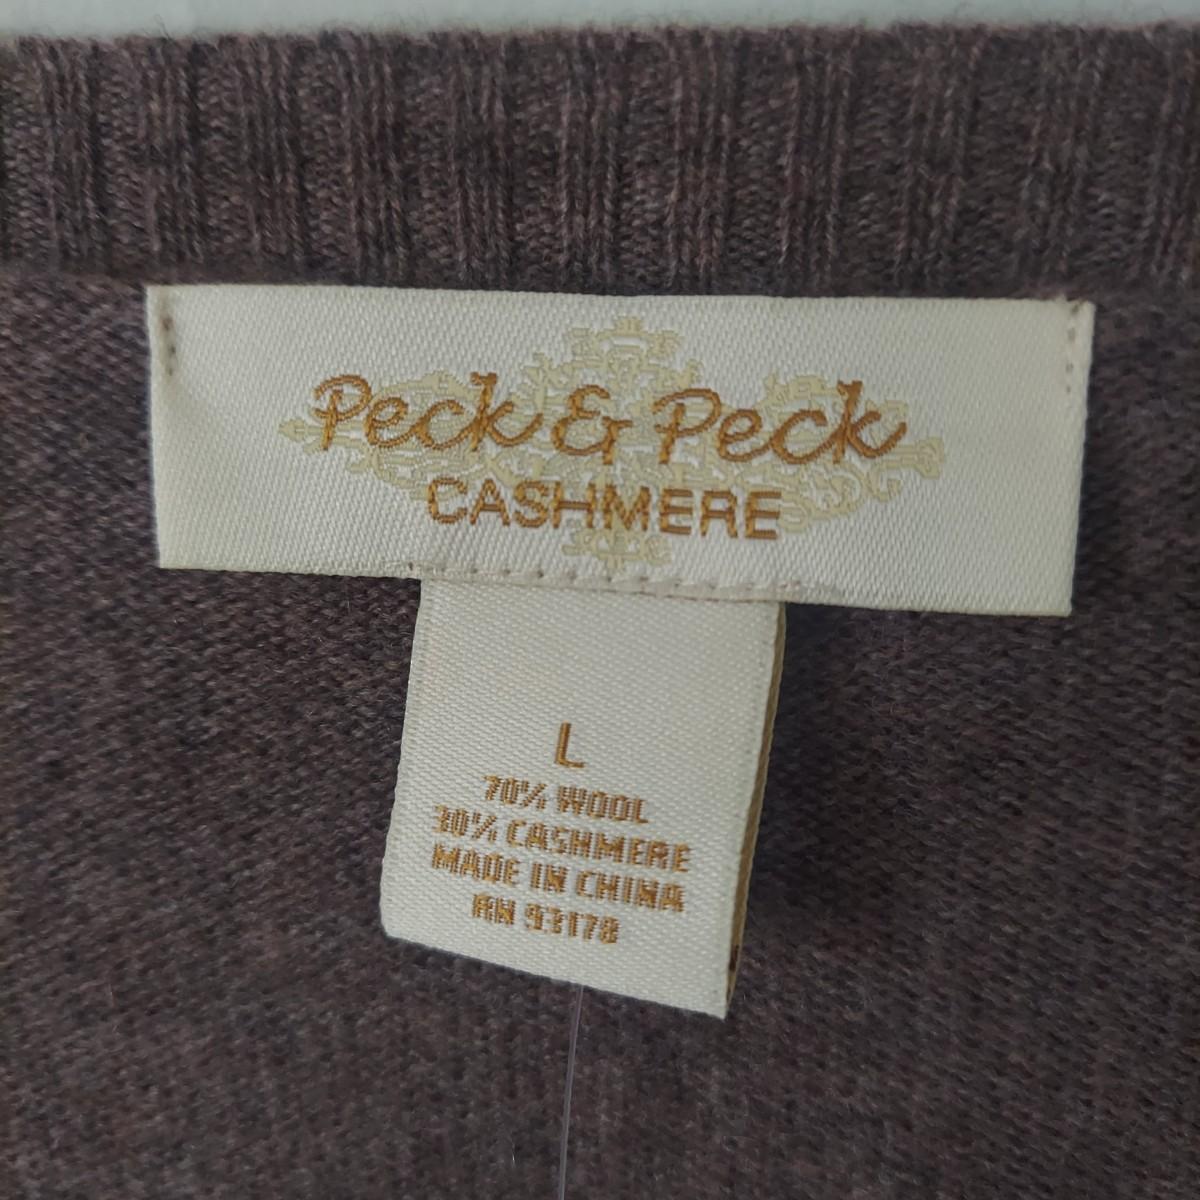 Peck & Peck
CASHMERE
L
70% WOOL
30% CASHMERE
MADE IN CHINA
RN 93178